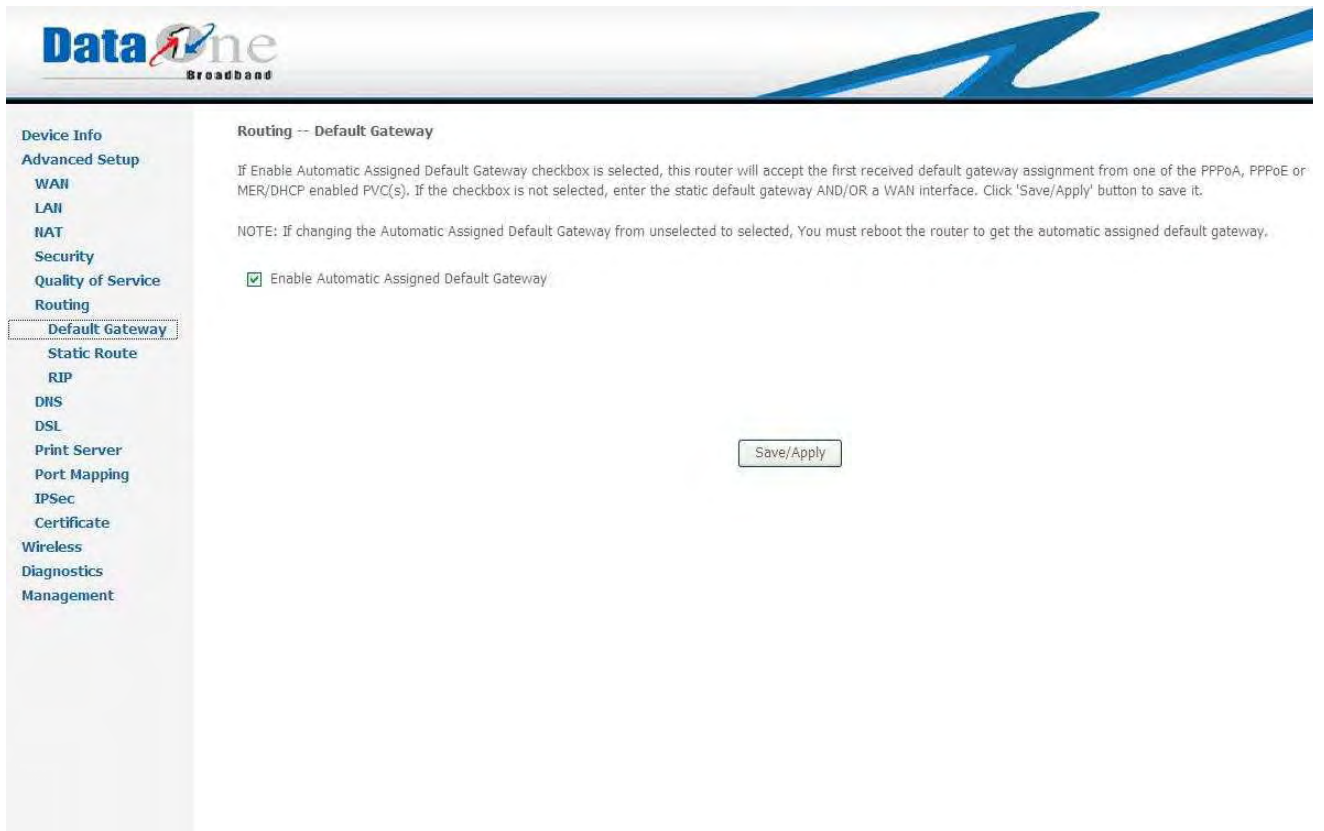 Data One
Broadband
Device Info
Advanced Setup
WAN
LAN
NAT
Security
Quality of Service
Routing
Default Gateway
Static Route
RIP
DNS
DSL
Print Server
Port Mapping
IPSec
Certificate
Wireless
Diagnostics
Management
Routing -- Default Gateway
If Enable Automatic Assigned Default Gateway checkbox is selected, this router will accept the first received default gateway assignment from one of the PPPoA, PPPoE or
MER/DHCP enabled PVC(s). If the checkbox is not selected, enter the static default gateway AND/OR a WAN interface. Click 'Save/Apply' button to save it.
NOTE: If changing the Automatic Assigned Default Gateway from unselected to selected, You must reboot the router to get the automatic assigned default gateway.
Enable Automatic Assigned Default Gateway
Save/Apply